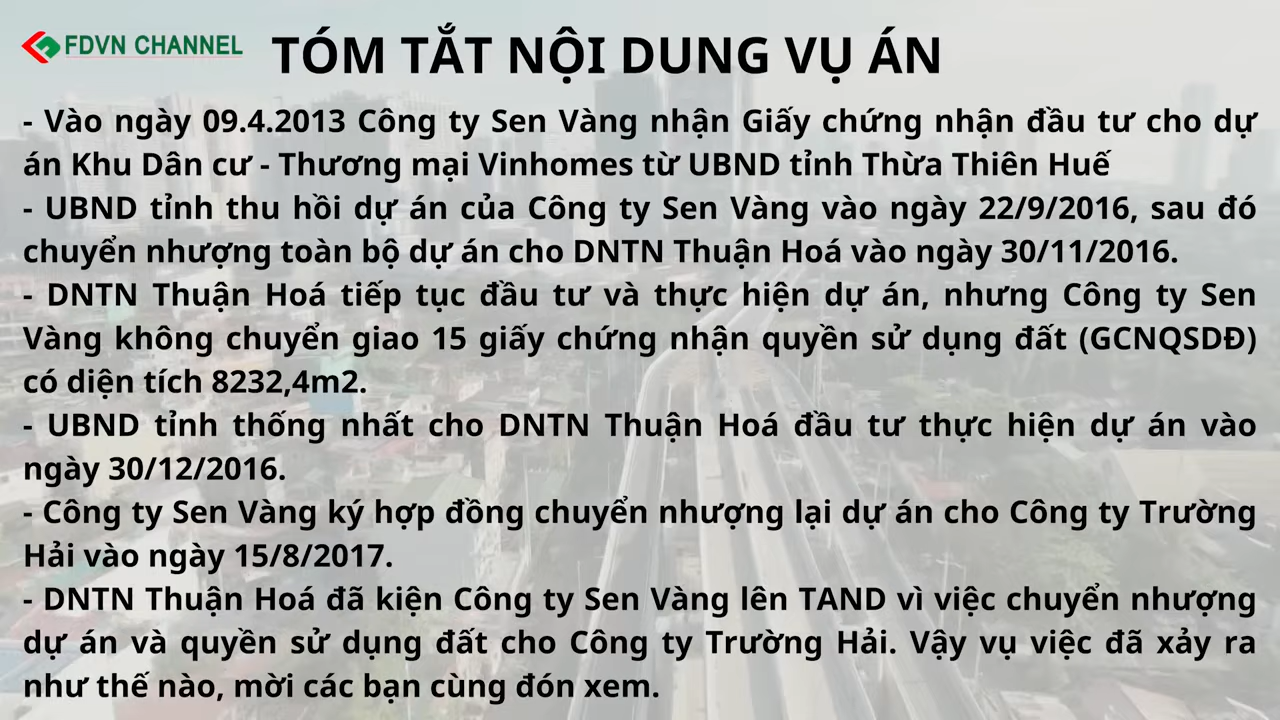 FDVN CHANNEL
TÓM TẮT NỘI DUNG VỤ ÁN
- Vào ngày 09.4.2013 Công ty Sen Vàng nhận Giấy chứng nhận đầu tư cho dự
án Khu Dân cư - Thương mại Vinhomes từ UBND tỉnh Thừa Thiên Huế
- UBND tỉnh thu hồi dự án của Công ty Sen Vàng vào ngày 22/9/2016, sau đó
chuyển nhượng toàn bộ dự án cho DNTN Thuận Hoá vào ngày 30/11/2016.
- DNTN Thuận Hoá tiếp tục đầu tư và thực hiện dự án, nhưng Công ty Sen
Vàng không chuyển giao 15 giấy chứng nhận quyền sử dụng đất (GCNQSDĐ)
có diện tích 8232,4m2.
- UBND tỉnh thống nhất cho DNTN Thuận Hoá đầu tư thực hiện dự án vào
ngày 30/12/2016.
- Công ty Sen Vàng ký hợp đồng chuyển nhượng lại dự án cho Công ty Trường
Hải vào ngày 15/8/2017.
- DNTN Thuận Hoá đã kiện Công ty Sen Vàng lên TAND vì việc chuyển nhượng
dự án và quyền sử dụng đất cho Công ty Trường Hải. Vậy vụ việc đã xảy ra
như thế nào, mời các bạn cùng đón xem.